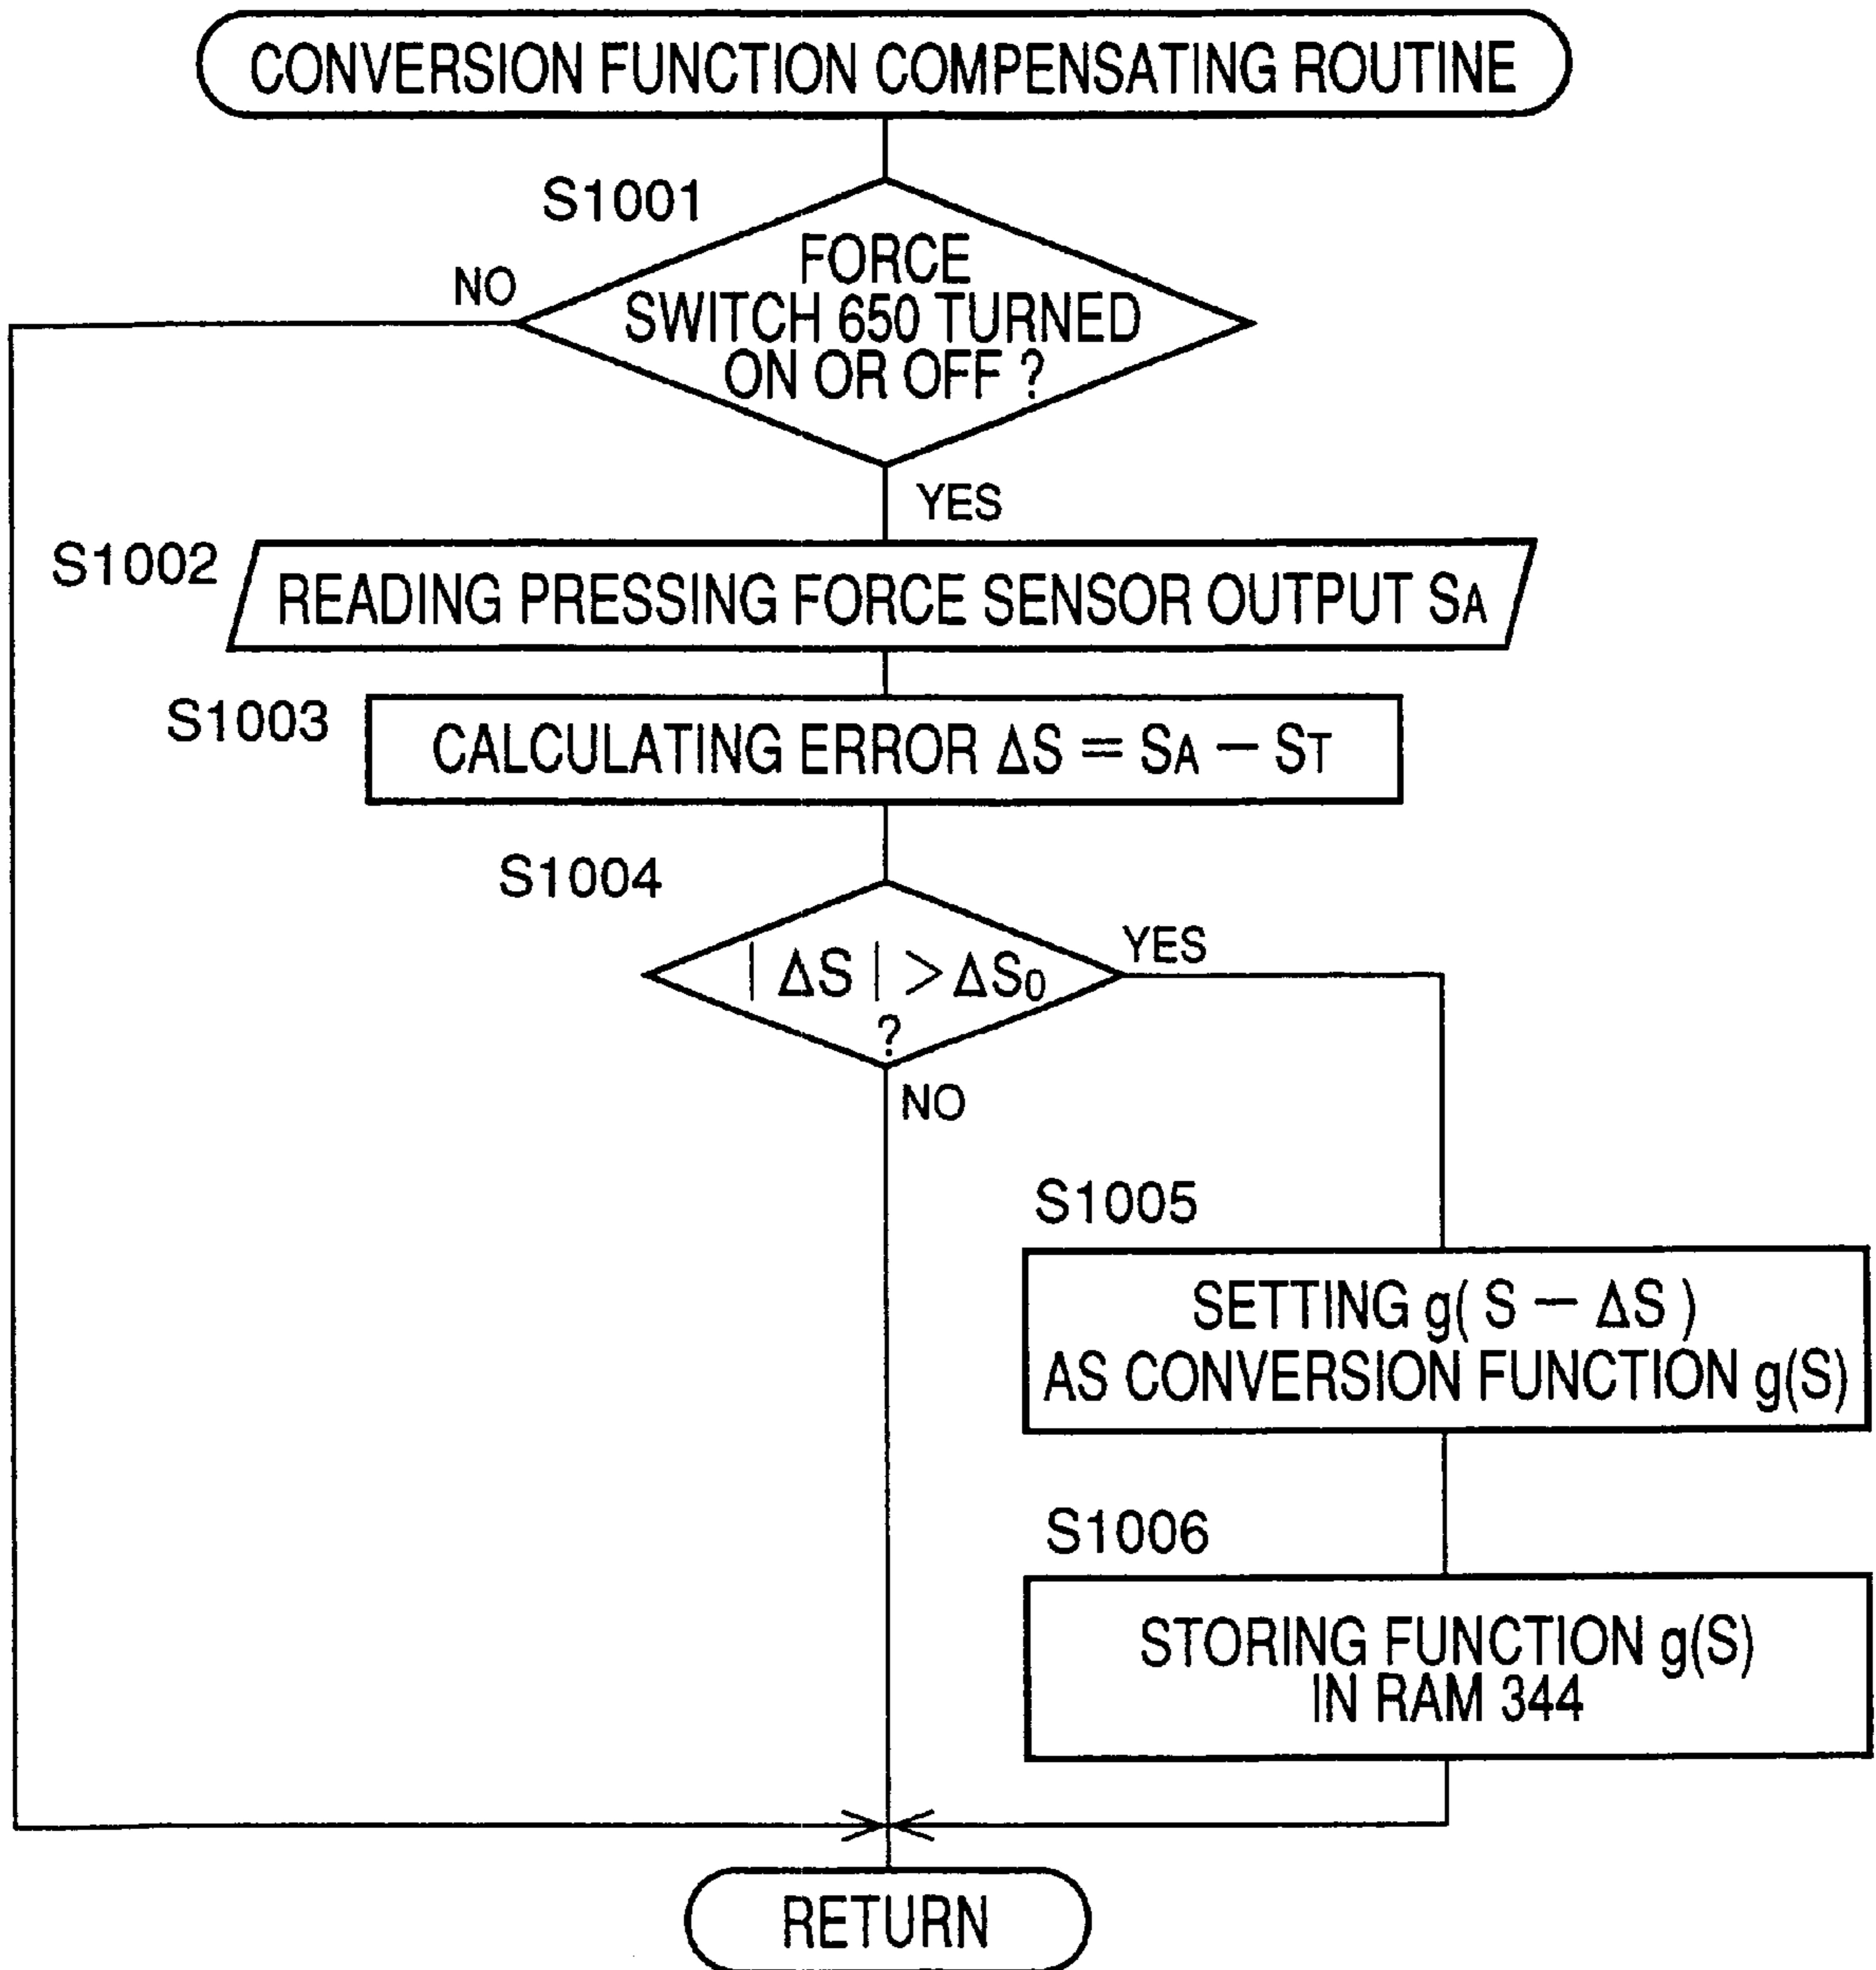 CONVERSION FUNCTION COMPENSATING ROUTINE
S1001
FORCE
SWITCH 650 TURNED
ON OR OFF ?
NO
YES
S1002
READING PRESSING FORCE SENSOR OUTPUT SA
S1003
CALCULATING ERROR ΔS = SA − ST
S1004
| ΔS | > ΔS0
?
YES
NO
S1005
SETTING g( S − ΔS )
AS CONVERSION FUNCTION g(S)
S1006
STORING FUNCTION g(S)
IN RAM 344
RETURN